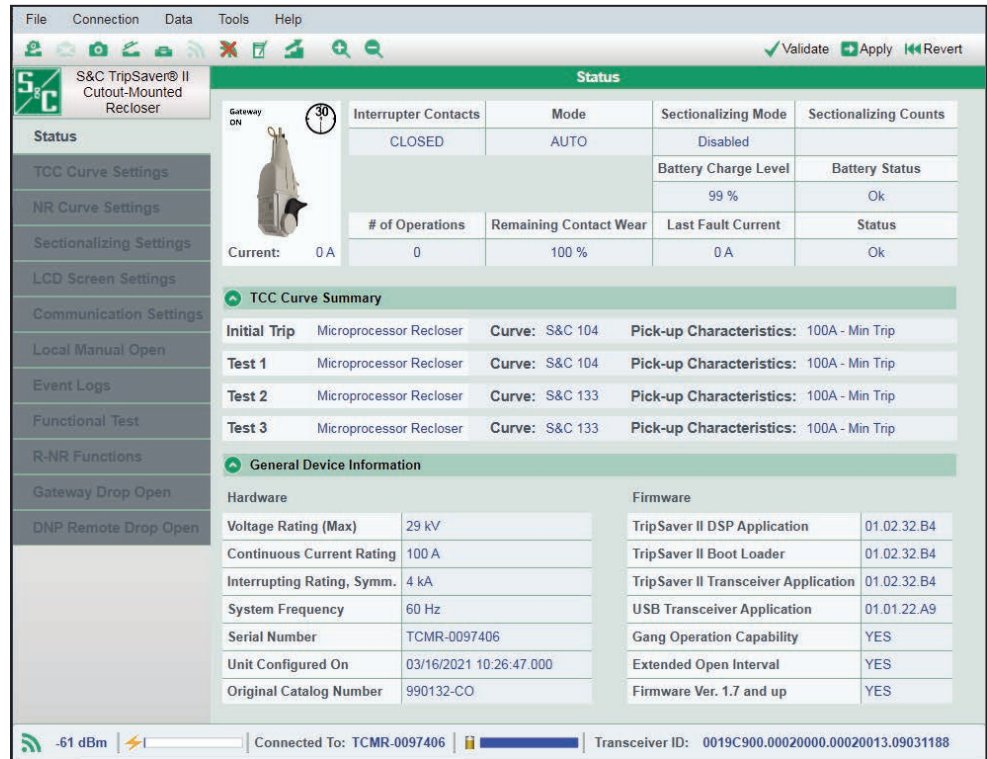 File Connection Data Tools Help
Validate Apply Revert
S&C S&C TripSaver® II
Cutout-Mounted
Recloser
Status
TCC Curve Settings
NR Curve Settings
Sectionalizing Settings
LCD Screen Settings
Communication Settings
Local Manual Open
Event Logs
Functional Test
R-NR Functions
Gateway Drop Open
DNP Remote Drop Open
Status
Gateway
ON
30
Current: 0 A
Interrupter Contacts Mode Sectionalizing Mode Sectionalizing Counts
CLOSED AUTO Disabled
Battery Charge Level Battery Status
99 % Ok
# of Operations Remaining Contact Wear Last Fault Current Status
0 100 % 0 A Ok
TCC Curve Summary
Initial Trip Microprocessor Recloser Curve: S&C 104 Pick-up Characteristics: 100A - Min Trip
Test 1 Microprocessor Recloser Curve: S&C 104 Pick-up Characteristics: 100A - Min Trip
Test 2 Microprocessor Recloser Curve: S&C 133 Pick-up Characteristics: 100A - Min Trip
Test 3 Microprocessor Recloser Curve: S&C 133 Pick-up Characteristics: 100A - Min Trip
General Device Information
Hardware
Voltage Rating (Max) 29 kV
Continuous Current Rating 100 A
Interrupting Rating, Symm. 4 kA
System Frequency 60 Hz
Serial Number TCMR-0097406
Unit Configured On 03/16/2021 10:26:47.000
Original Catalog Number 990132-CO
Firmware
TripSaver II DSP Application 01.02.32.B4
TripSaver II Boot Loader 01.02.32.B4
TripSaver II Transceiver Application 01.02.32.B4
USB Transceiver Application 01.01.22.A9
Gang Operation Capability YES
Extended Open Interval YES
Firmware Ver. 1.7 and up YES
-61 dBm Connected To: TCMR-0097406 Transceiver ID: 0019C900.00020000.00020013.09031188